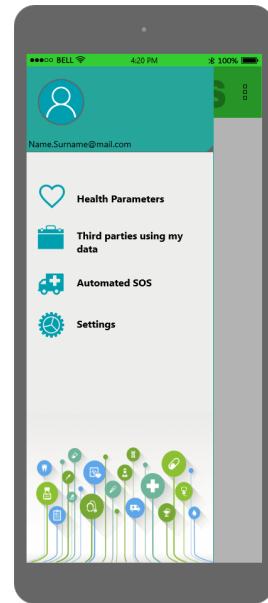 BELL 4:20 PM 100%
S
Name.Surname@mail.com
Health Parameters
Third parties using my
data
Automated SOS
Settings